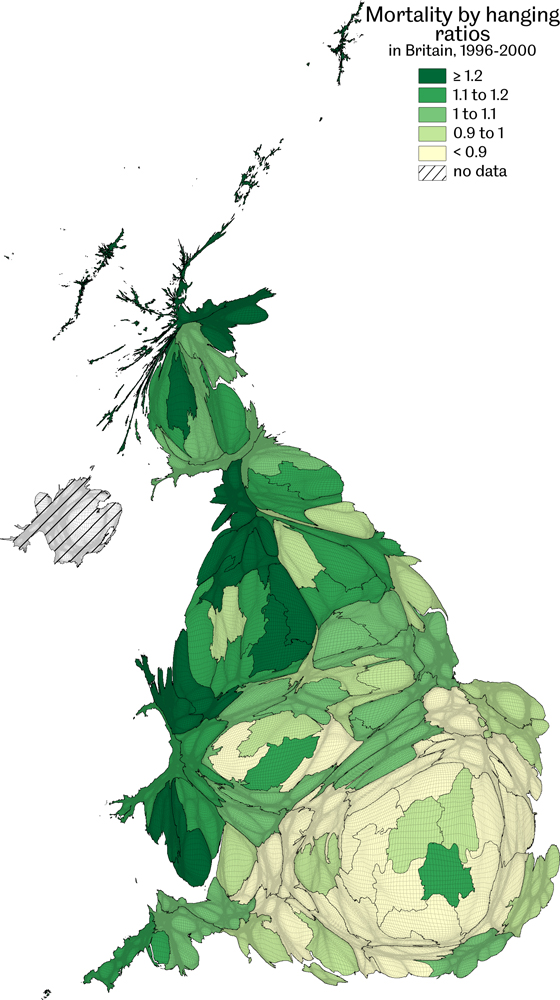 Mortality by hanging
ratios
in Britain, 1996-2000
≥ 1.2
1.1 to 1.2
1 to 1.1
0.9 to 1
< 0.9
no data